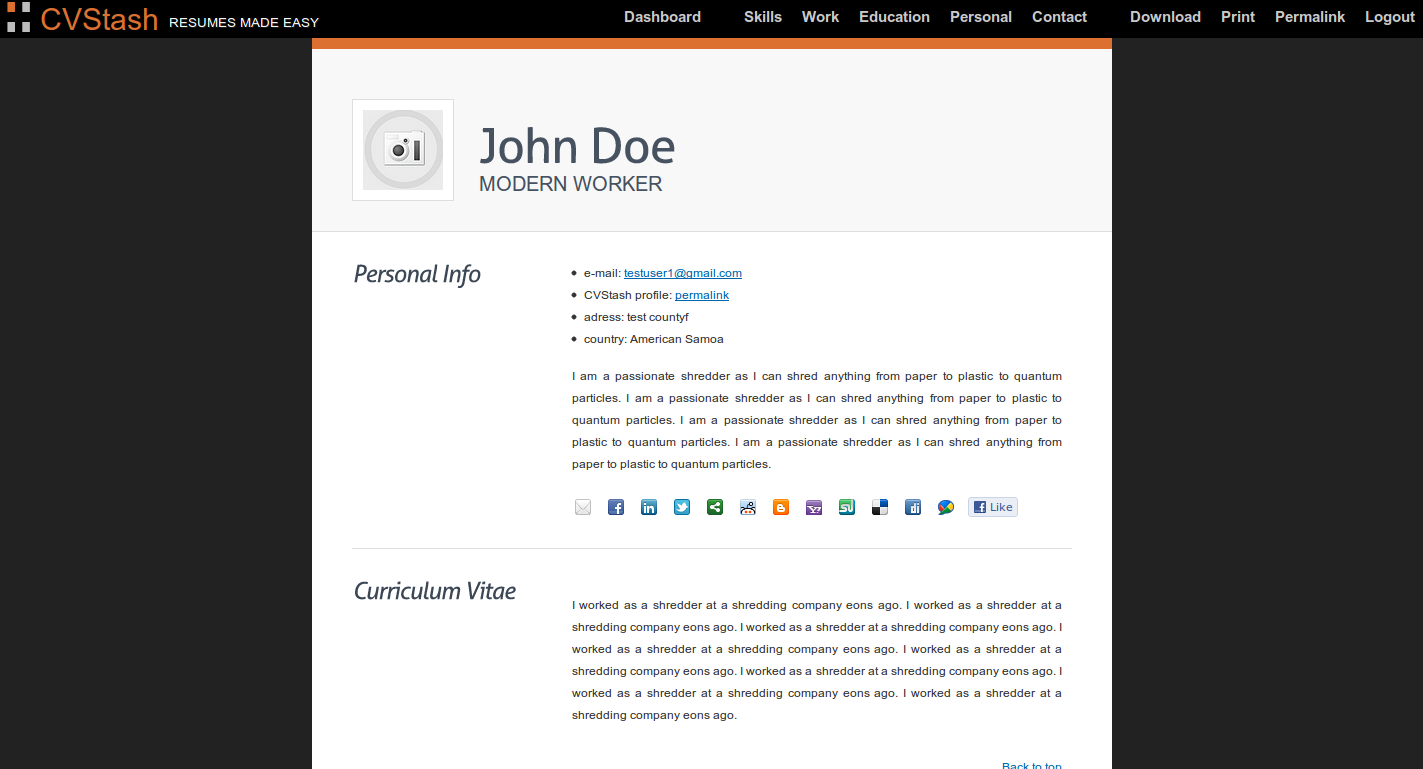 CVStash RESUMES MADE EASY Dashboard Skills Work Education Personal Contact Download Print Permalink Logout
John Doe
MODERN WORKER
Personal Info
e-mail: testuser1@gmail.com
CVStash profile: permalink
adress: test countyf
country: American Samoa
I am a passionate shredder as I can shred anything from paper to plastic to quantum
particles. I am a passionate shredder as I can shred anything from paper to plastic to
quantum particles. I am a passionate shredder as I can shred anything from paper to
plastic to quantum particles. I am a passionate shredder as I can shred anything from
paper to plastic to quantum particles.
Like
Curriculum Vitae
I worked as a shredder at a shredding company eons ago. I worked as a shredder at a
shredding company eons ago. I worked as a shredder at a shredding company eons ago. I
worked as a shredder at a shredding company eons ago. I worked as a shredder at a
shredding company eons ago. I worked as a shredder at a shredding company eons ago. I
worked as a shredder at a shredding company eons ago. I worked as a shredder at a
shredding company eons ago.
Back to top